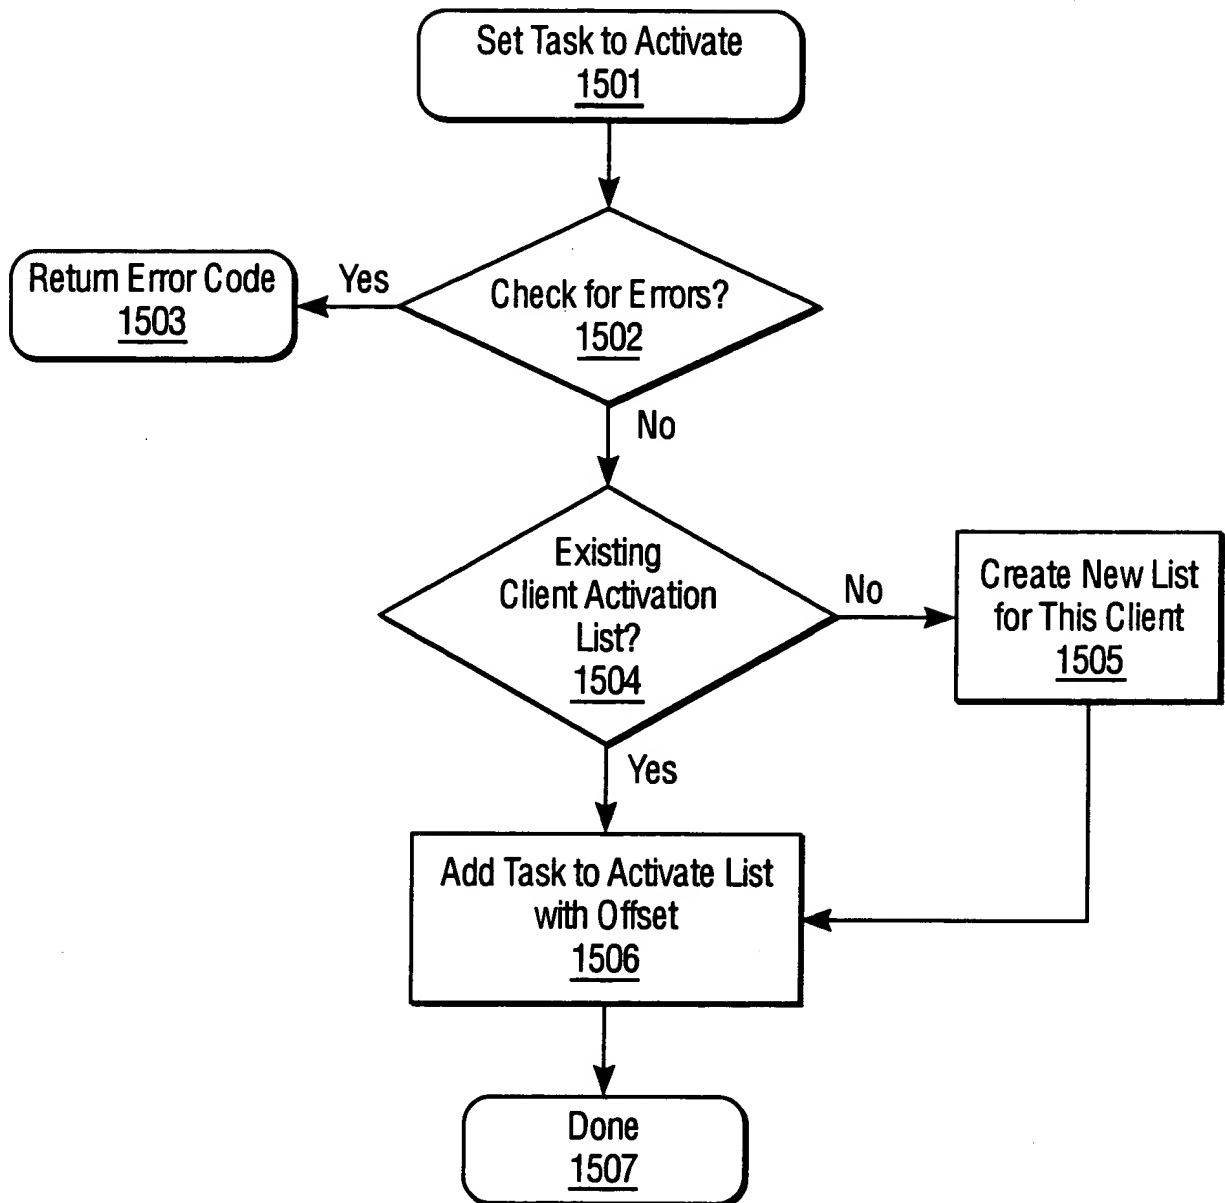 Set Task to Activate
1501
Return Error Code
1503
Yes
Check for Errors?
1502
No
Existing
Client Activation
List?
1504
No
Create New List
for This Client
1505
Yes
Add Task to Activate List
with Offset
1506
Done
1507